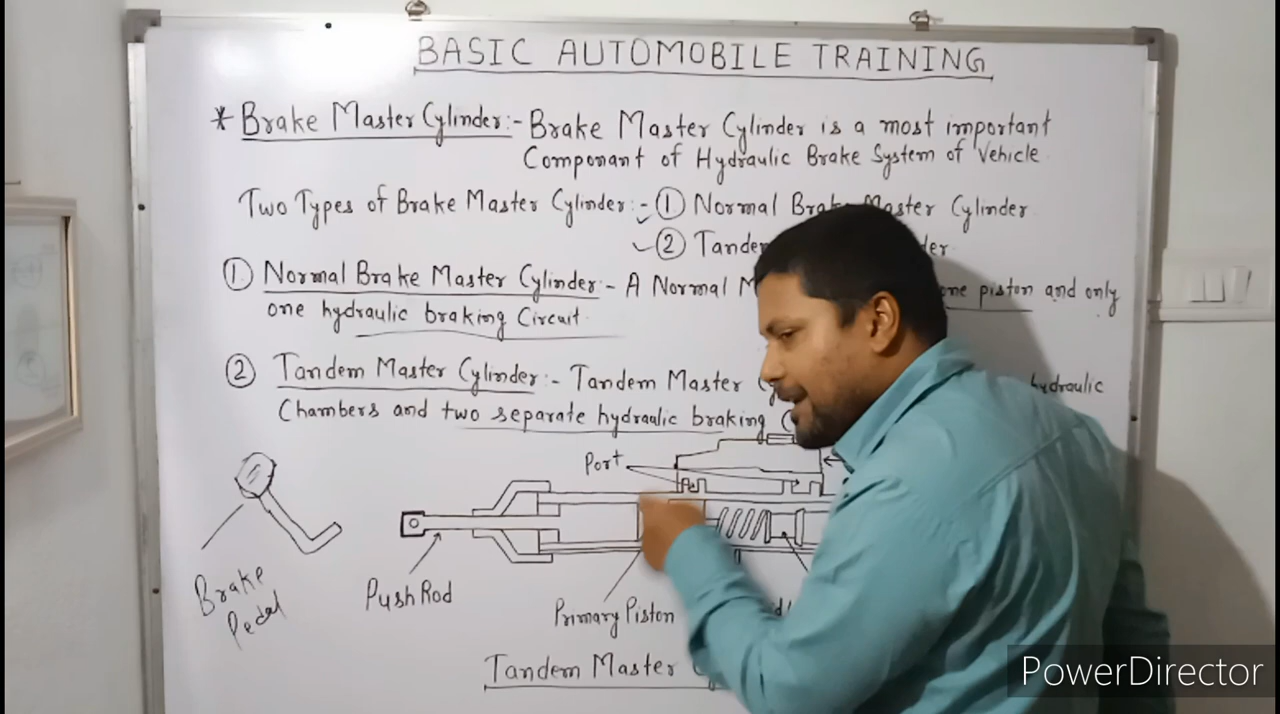 BASIC AUTOMOBILE TRAINING
* Brake Master Cylinder:- Brake Master Cylinder is a most important
Componant of Hydraulic Brake System of Vehicle
Two Types of Brake Master Cylinder:- ① Normal Brake Master Cylinder
② Tandem
① Normal Brake Master Cylinder - A Normal one piston and only
one hydraulic braking Circuit
② Tandem Master Cylinder:- Tandem Master hydraulic
Chambers and two separate hydraulic braking
Port
Push Rod
Brake
Pedal
Primary Piston
Tandem Master
PowerDirector